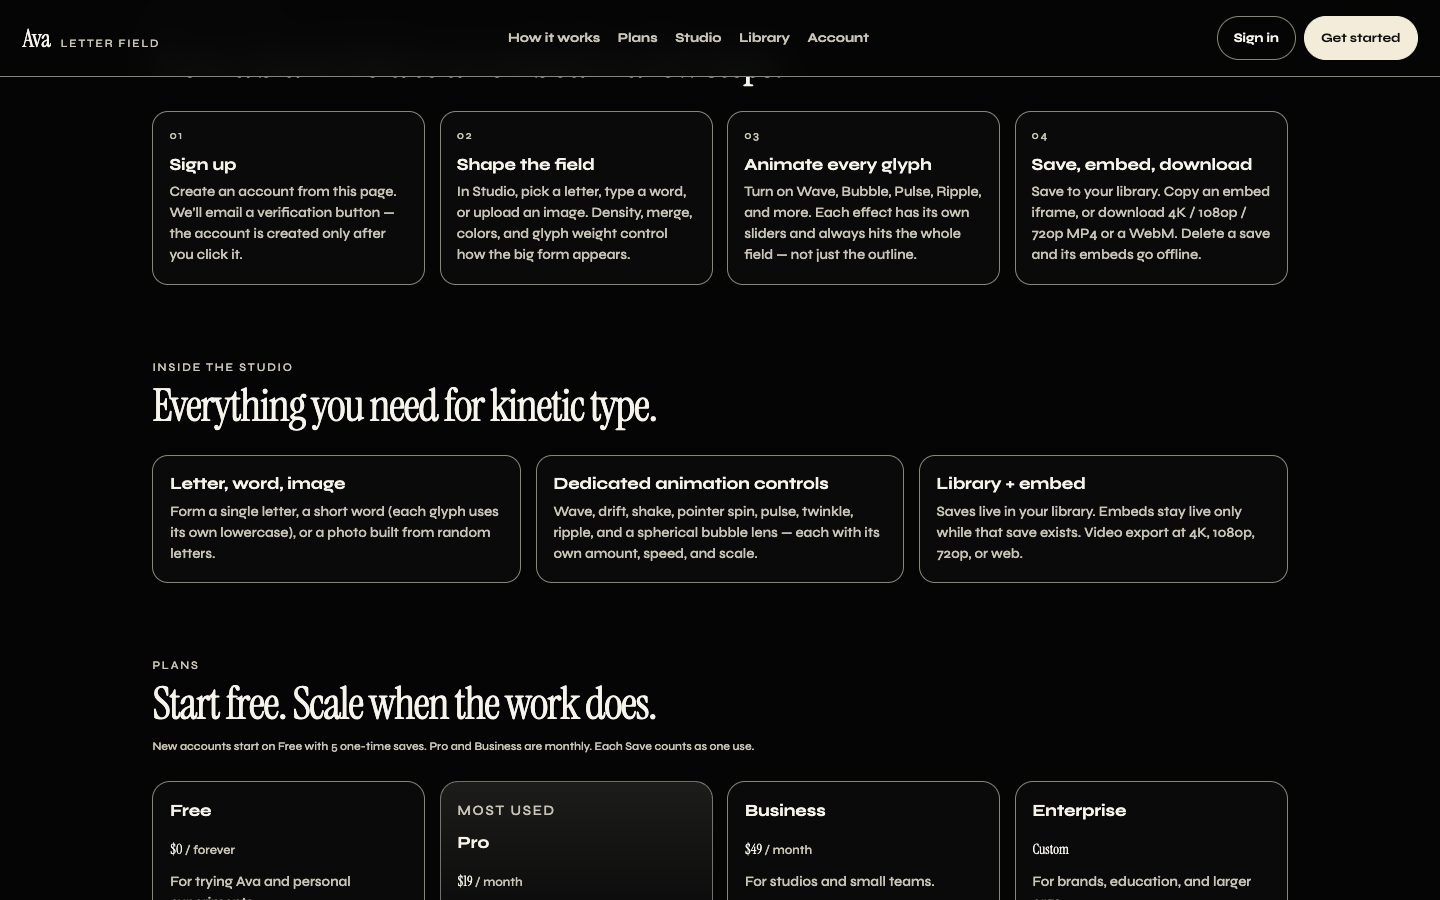 Ava LETTER FIELD
How it works Plans Studio Library Account
Sign in Get started
01
Sign up
Create an account from this page.
We'll email a verification button —
the account is created only after
you click it.
02
Shape the field
In Studio, pick a letter, type a word,
or upload an image. Density, merge,
colors, and glyph weight control
how the big form appears.
03
Animate every glyph
Turn on Wave, Bubble, Pulse, Ripple,
and more. Each effect has its own
sliders and always hits the whole
field — not just the outline.
04
Save, embed, download
Save to your library. Copy an embed
iframe, or download 4K / 1080p /
720p MP4 or a WebM. Delete a save
and its embeds go offline.
INSIDE THE STUDIO
Everything you need for kinetic type.
Letter, word, image
Form a single letter, a short word (each glyph uses
its own lowercase), or a photo built from random
letters.
Dedicated animation controls
Wave, drift, shake, pointer spin, pulse, twinkle,
ripple, and a spherical bubble lens — each with its
own amount, speed, and scale.
Library + embed
Saves live in your library. Embeds stay live only
while that save exists. Video export at 4K, 1080p,
720p, or web.
PLANS
Start free. Scale when the work does.
New accounts start on Free with 5 one-time saves. Pro and Business are monthly. Each Save counts as one use.
Free
$0 / forever
For trying Ava and personal
MOST USED
Pro
$19 / month
Business
$49 / month
For studios and small teams.
Enterprise
Custom
For brands, education, and larger